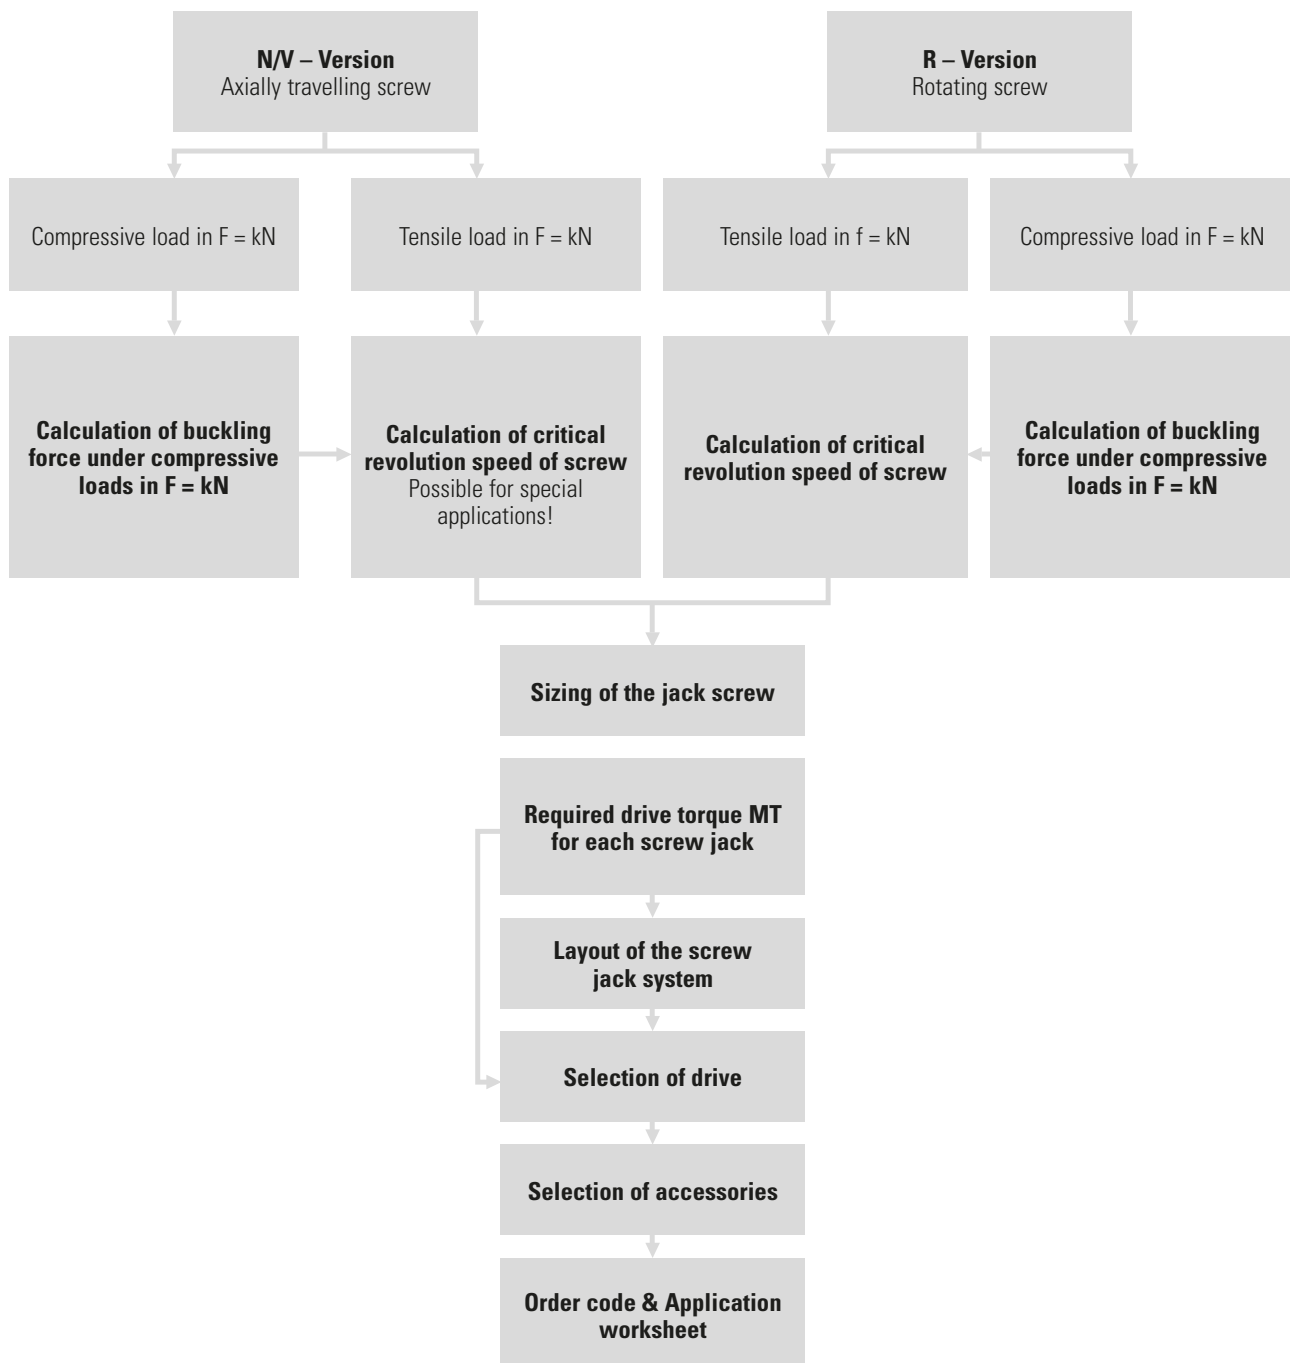 N/V – Version
Axially travelling screw
R – Version
Rotating screw
Compressive load in F = kN
Tensile load in F = kN
Tensile load in f = kN
Compressive load in F = kN
Calculation of buckling
force under compressive
loads in F = kN
Calculation of critical
revolution speed of screw
Possible for special
applications!
Calculation of critical
revolution speed of screw
Calculation of buckling
force under compressive
loads in F = kN
Sizing of the jack screw
Required drive torque MT
for each screw jack
Layout of the screw
jack system
Selection of drive
Selection of accessories
Order code & Application
worksheet